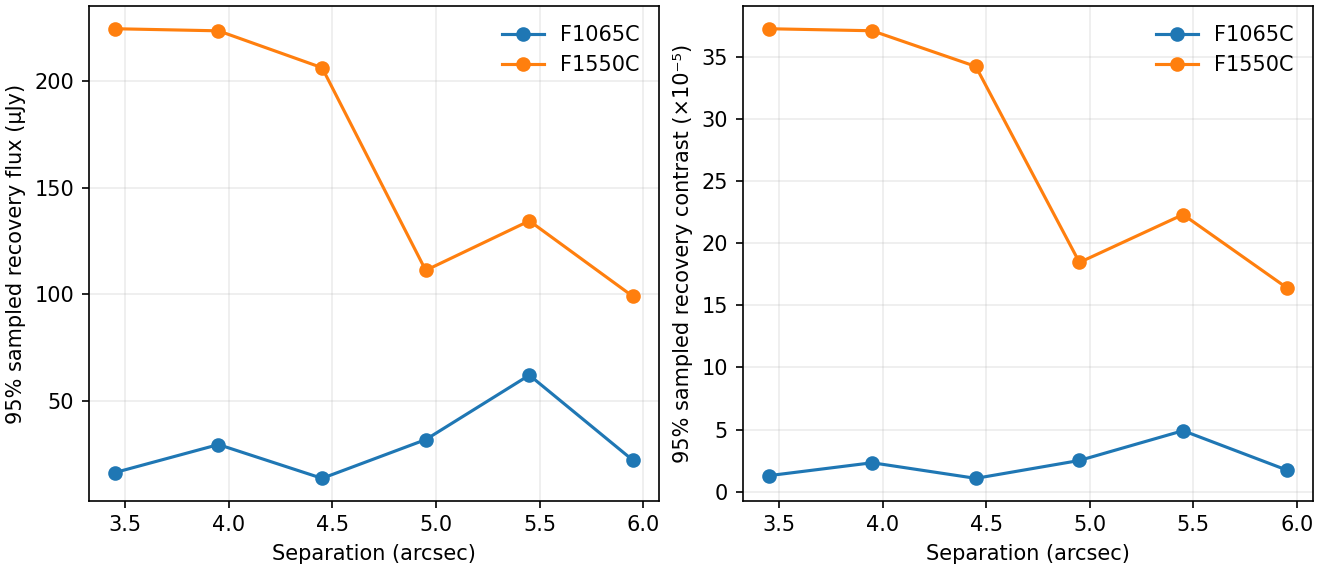 95% sampled recovery flux (μJy)
200
150
100
50
3.5 4.0 4.5 5.0 5.5 6.0
Separation (arcsec)
F1065C
F1550C
95% sampled recovery contrast (×10⁻⁵)
35
30
25
20
15
10
5
0
3.5 4.0 4.5 5.0 5.5 6.0
Separation (arcsec)
F1065C
F1550C